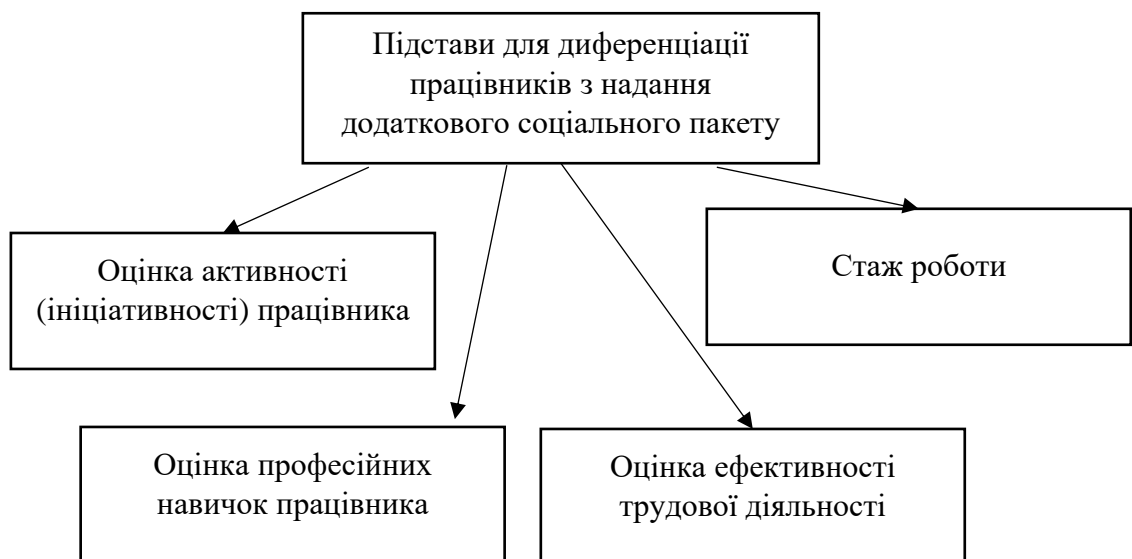 Підстави для диференціації
працівників з надання
додаткового соціального пакету
Оцінка активності
(ініціативності) працівника
Стаж роботи
Оцінка професійних
навичок працівника
Оцінка ефективності
трудової діяльності